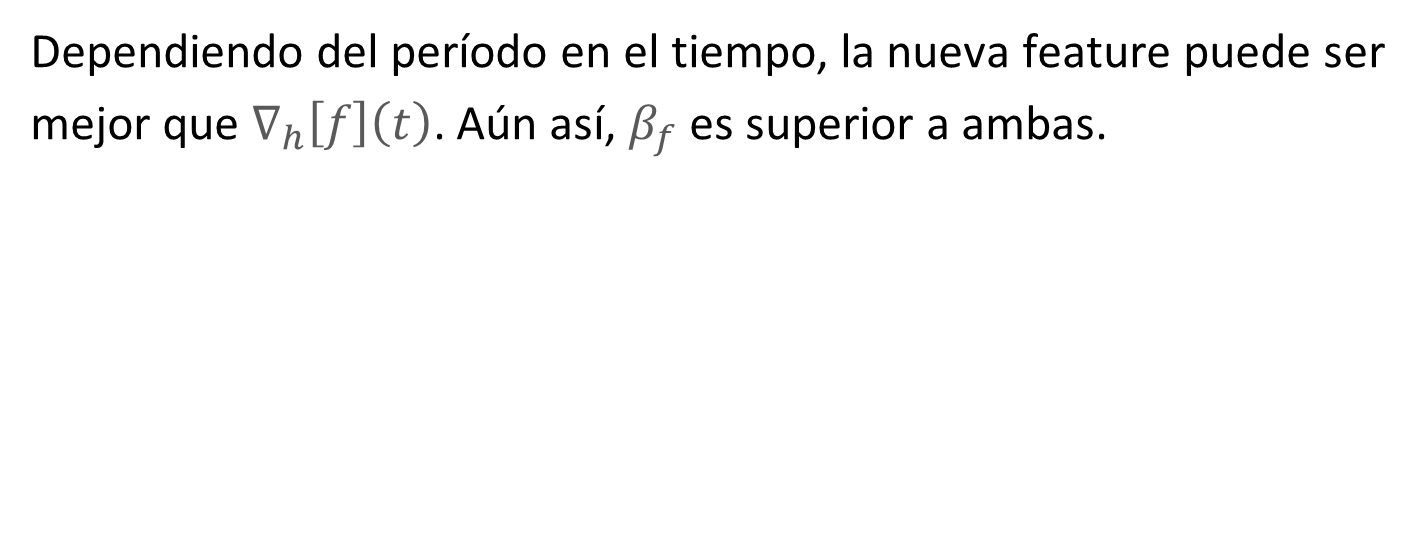 Dependiendo del período en el tiempo, la nueva feature puede ser
mejor que ∇ₕ[f](t). Aún así, β_f es superior a ambas.